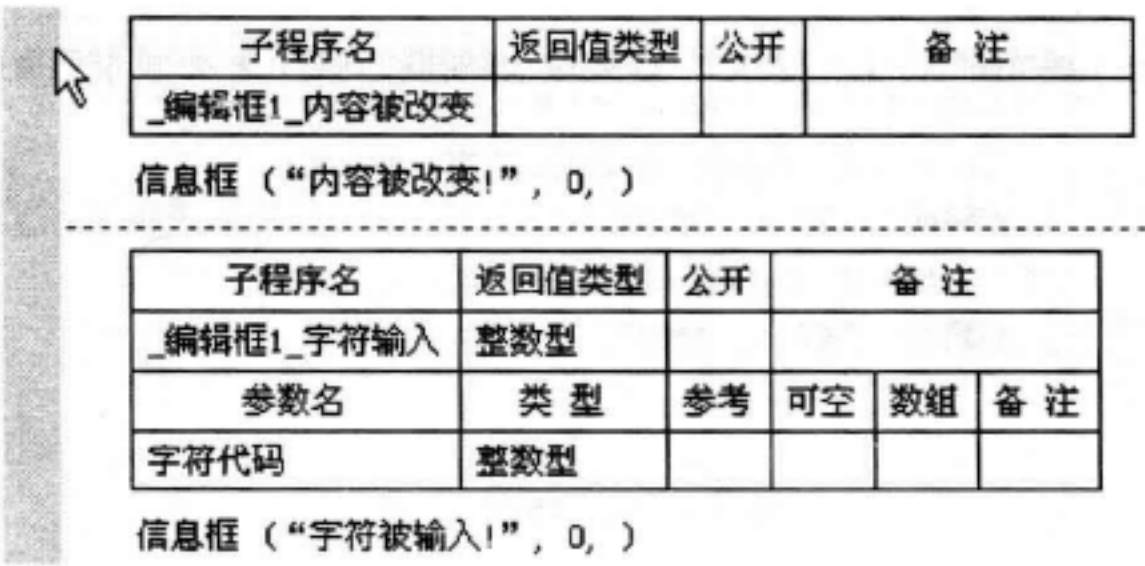 子程序名 返回值类型 公开 备 注
_编辑框1_内容被改变
信息框 (“内容被改变!”, 0, )
子程序名 返回值类型 公开 备 注
_编辑框1_字符输入 整数型
参数名 类 型 参考 可空 数组 备 注
字符代码 整数型
信息框 (“字符被输入!”, 0, )